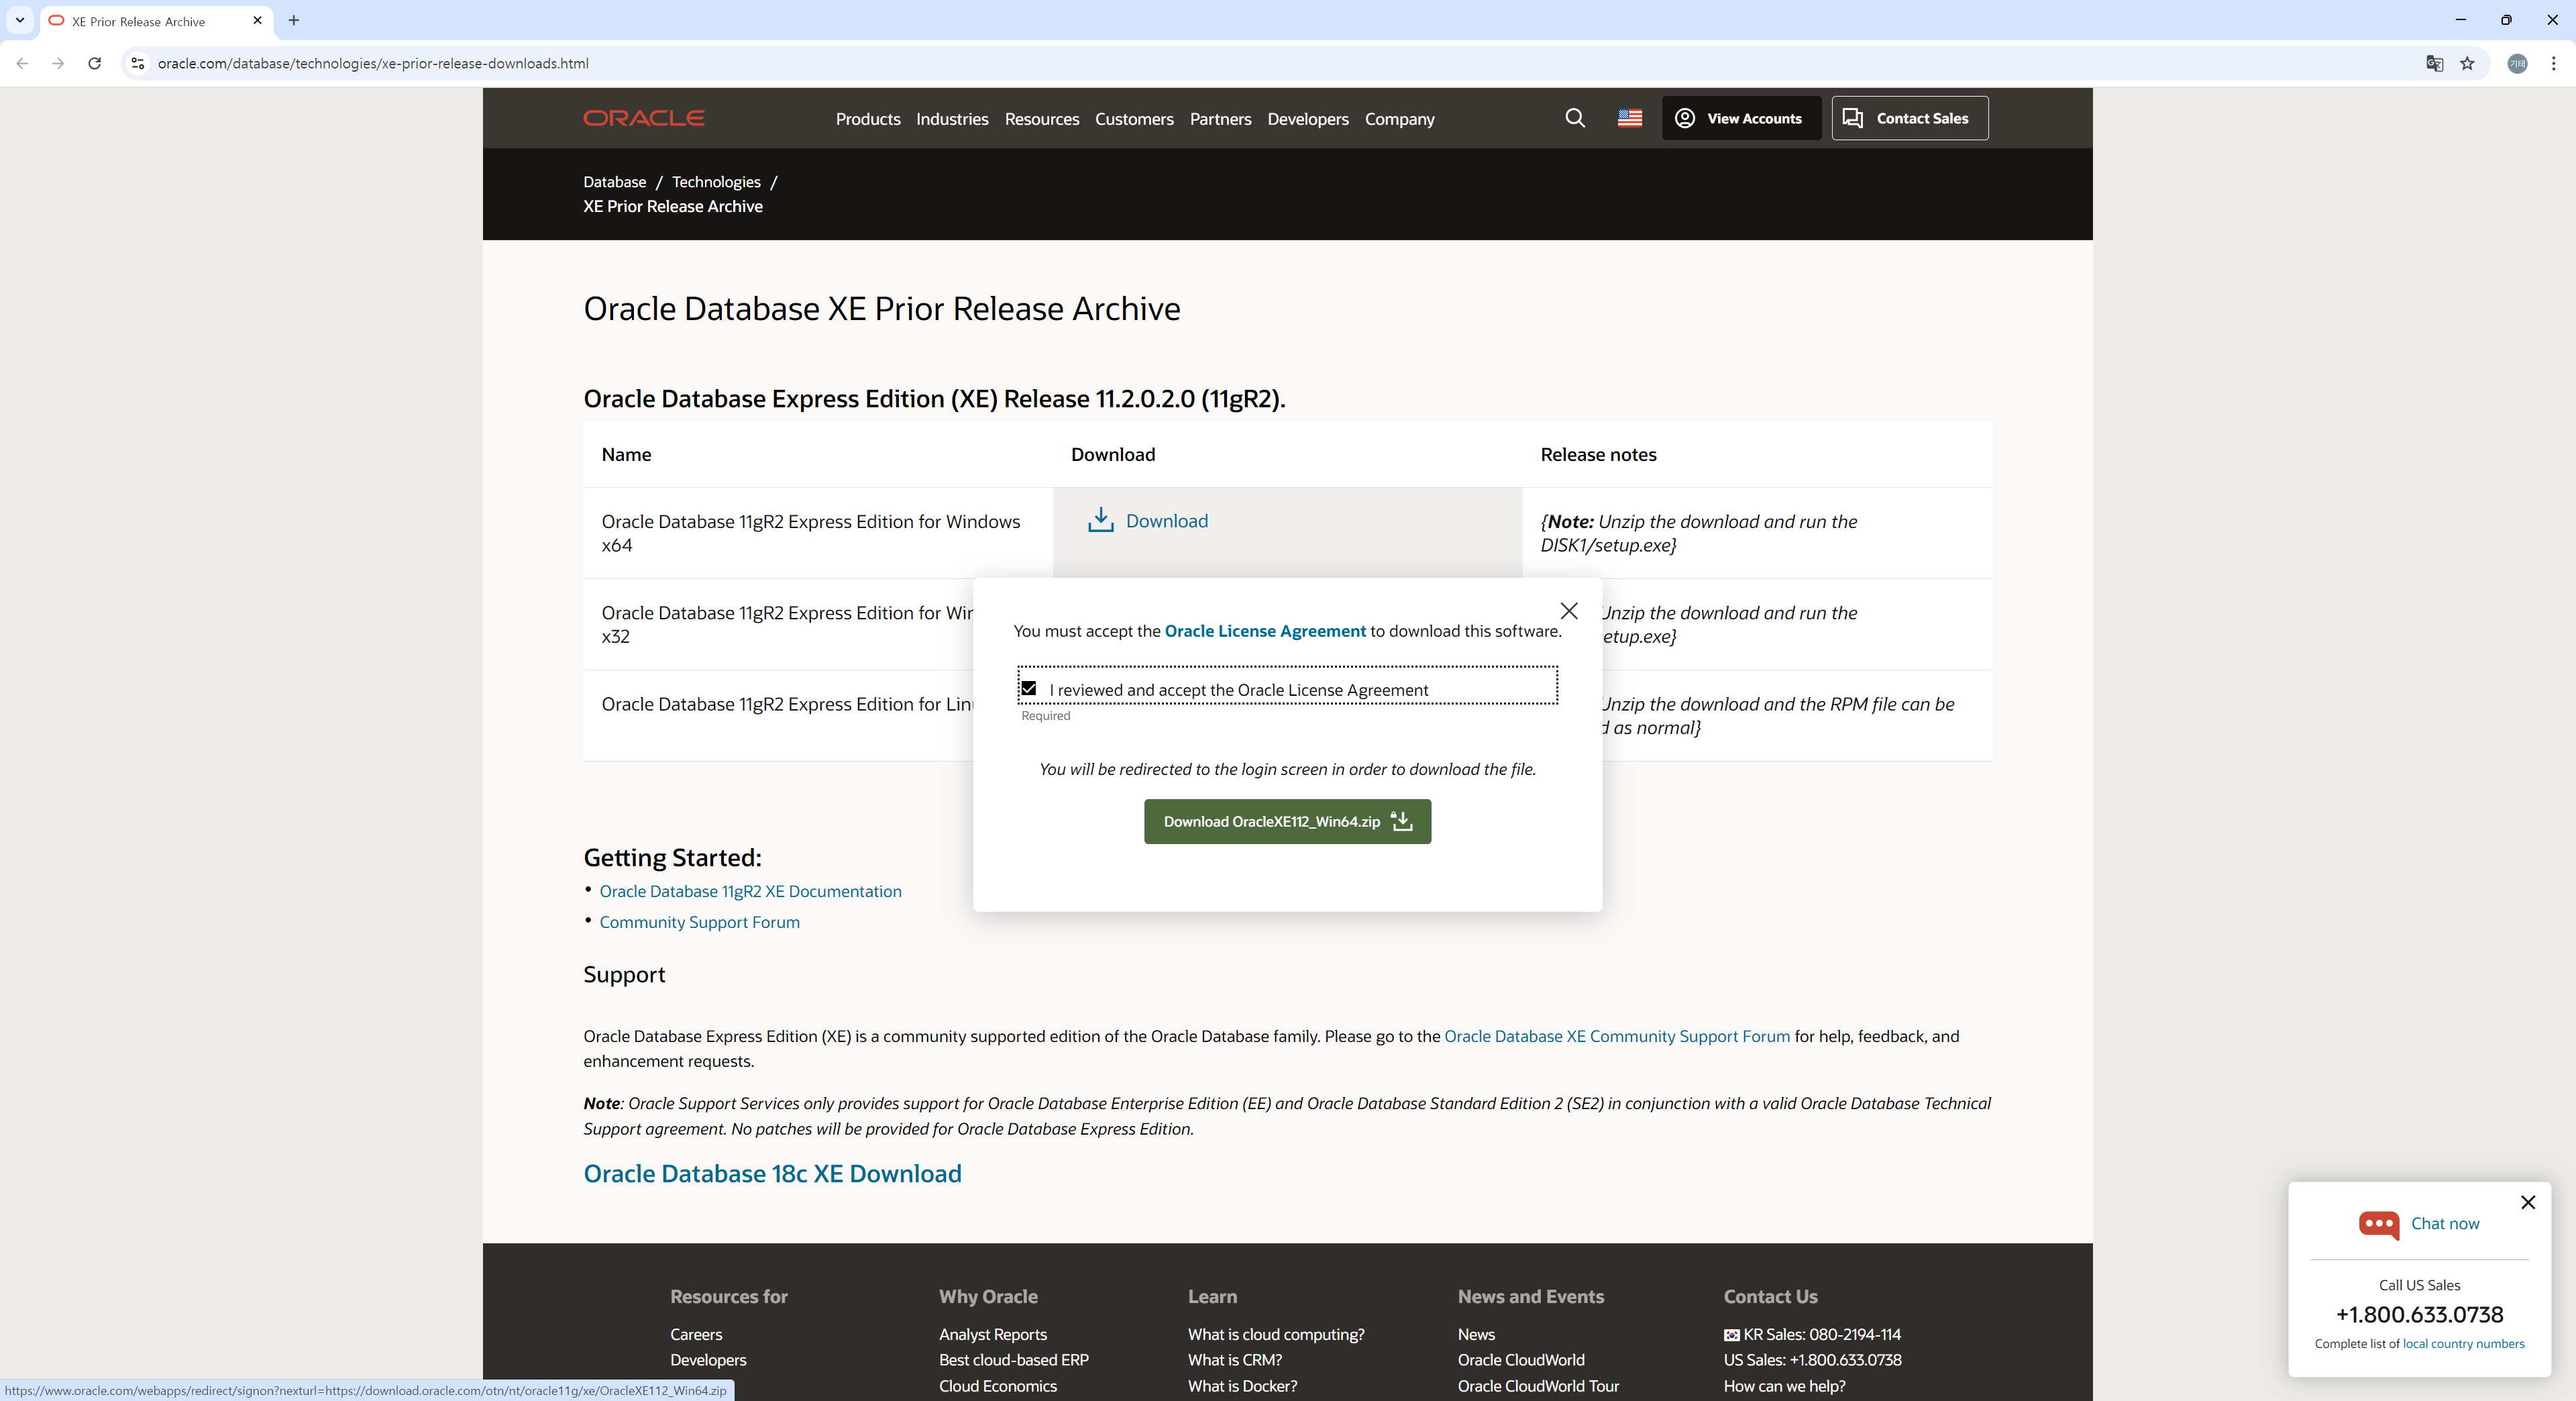 XE Prior Release Archive
oracle.com/database/technologies/xe-prior-release-downloads.html
기태
ORACLE
Products Industries Resources Customers Partners Developers Company
View Accounts
Contact Sales
Database / Technologies /
XE Prior Release Archive
Oracle Database XE Prior Release Archive
Oracle Database Express Edition (XE) Release 11.2.0.2.0 (11gR2).
Name Download Release notes
Oracle Database 11gR2 Express Edition for Windows
x64
Download
{Note: Unzip the download and run the
DISK1/setup.exe}
Oracle Database 11gR2 Express Edition for Win
x32
Unzip the download and run the
etup.exe}
Oracle Database 11gR2 Express Edition for Lin
Unzip the download and the RPM file can be
d as normal}
You must accept the Oracle License Agreement to download this software.
I reviewed and accept the Oracle License Agreement
Required
You will be redirected to the login screen in order to download the file.
Download OracleXE112_Win64.zip
Getting Started:
• Oracle Database 11gR2 XE Documentation
• Community Support Forum
Support
Oracle Database Express Edition (XE) is a community supported edition of the Oracle Database family. Please go to the Oracle Database XE Community Support Forum for help, feedback, and
enhancement requests.
Note: Oracle Support Services only provides support for Oracle Database Enterprise Edition (EE) and Oracle Database Standard Edition 2 (SE2) in conjunction with a valid Oracle Database Technical
Support agreement. No patches will be provided for Oracle Database Express Edition.
Oracle Database 18c XE Download
Chat now
Call US Sales
+1.800.633.0738
Complete list of local country numbers
Resources for
Careers
Developers
Why Oracle
Analyst Reports
Best cloud-based ERP
Cloud Economics
Learn
What is cloud computing?
What is CRM?
What is Docker?
News and Events
News
Oracle CloudWorld
Oracle CloudWorld Tour
Contact Us
KR Sales: 080-2194-114
US Sales: +1.800.633.0738
How can we help?
https://www.oracle.com/webapps/redirect/signon?nexturl=https://download.oracle.com/otn/nt/oracle11g/xe/OracleXE112_Win64.zip